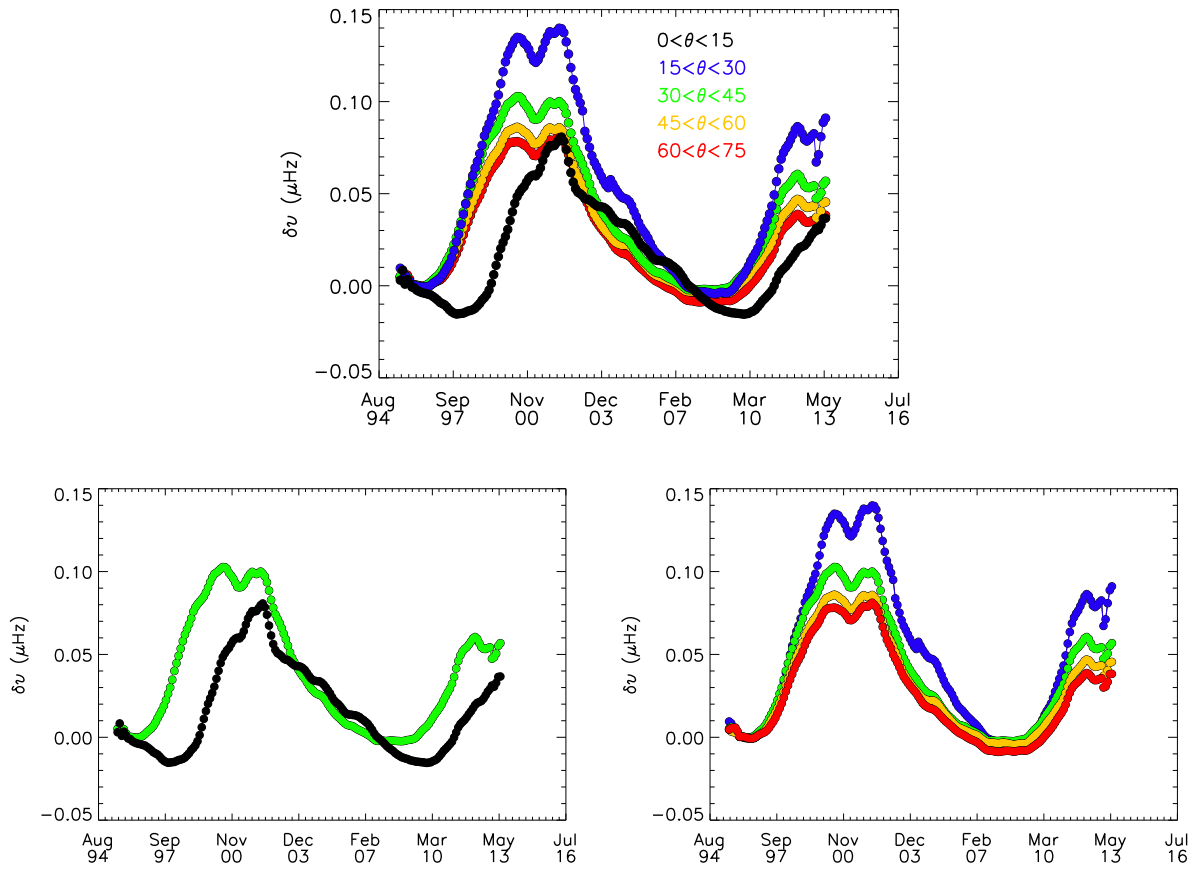 0.15
0<θ<15
15<θ<30
30<θ<45
45<θ<60
60<θ<75
0.10
0.05
0.00
−0.05
δν (μHz)
Aug Sep Nov Dec Feb Mar May Jul
94 97 00 03 07 10 13 16
0.15
0.10
0.05
0.00
−0.05
δν (μHz)
Aug Sep Nov Dec Feb Mar May Jul
94 97 00 03 07 10 13 16
0.15
0.10
0.05
0.00
−0.05
δν (μHz)
Aug Sep Nov Dec Feb Mar May Jul
94 97 00 03 07 10 13 16